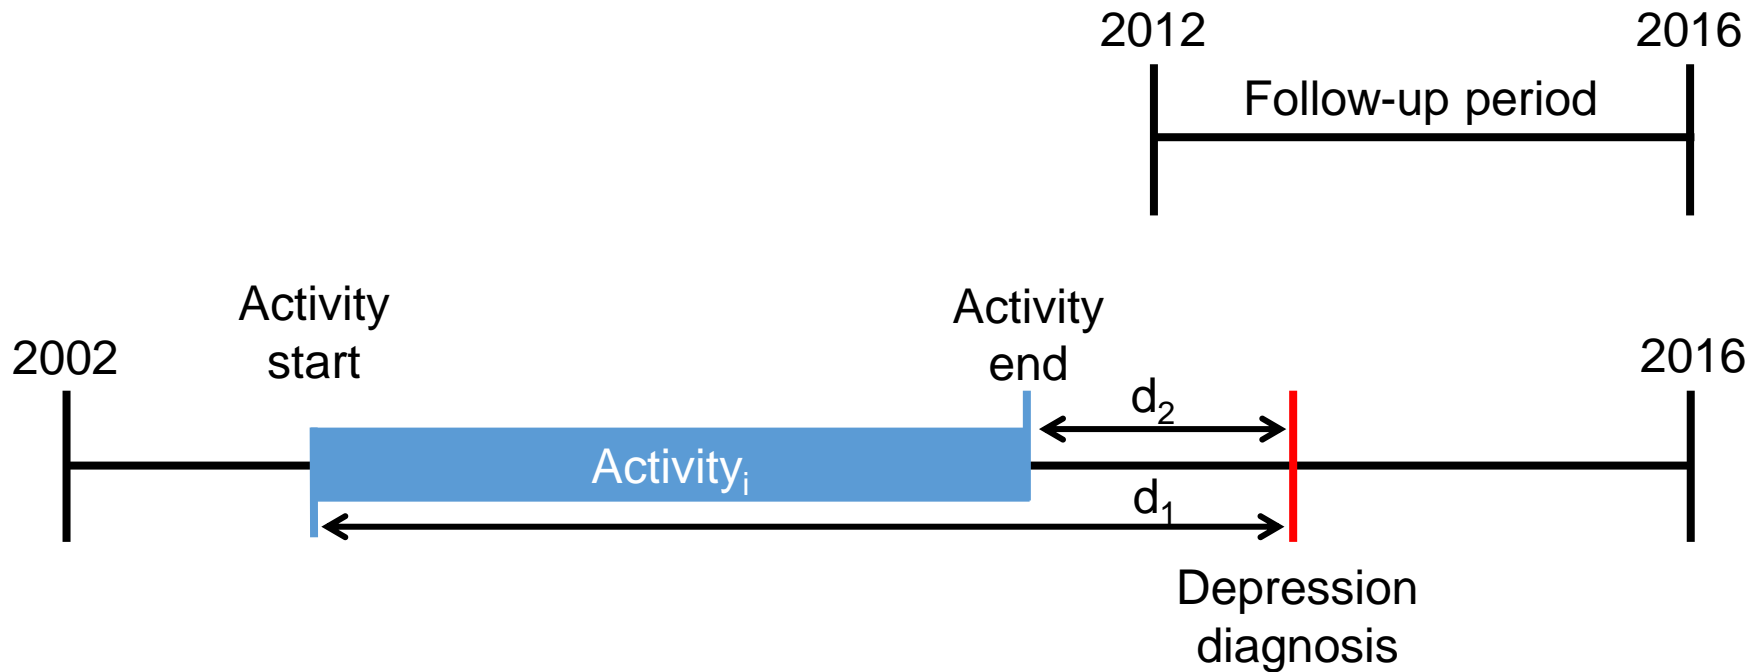 2012
2016
Follow-up period
Activity
start
Activity
end
2002
2016
d₂
Activityᵢ
d₁
Depression
diagnosis